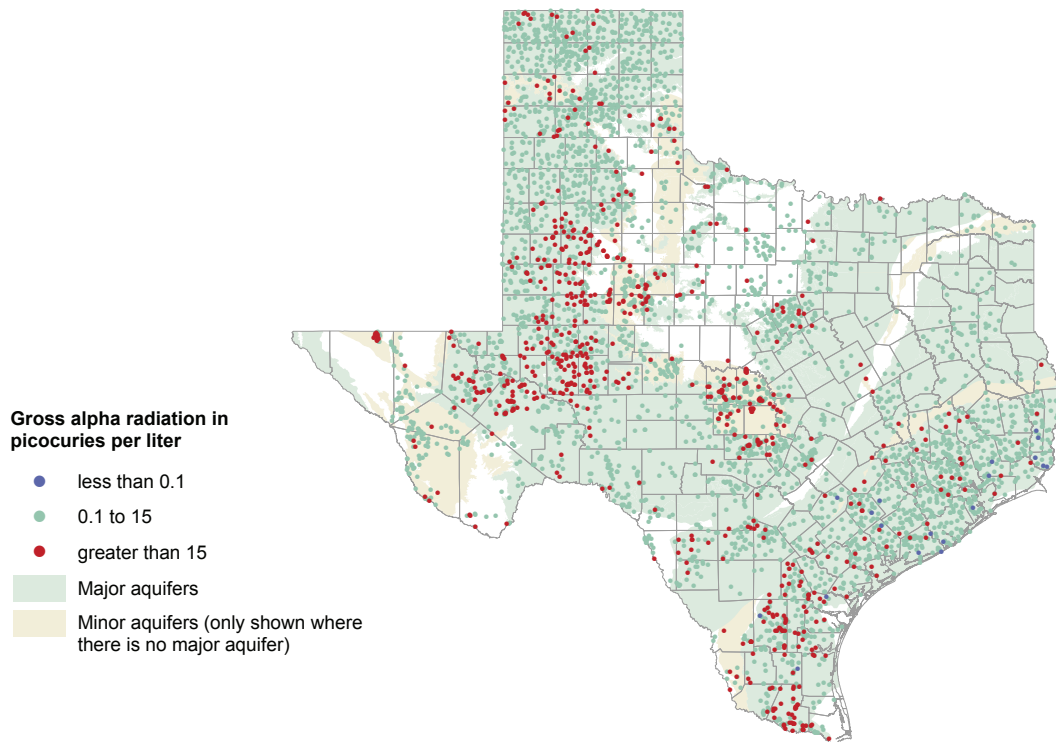 Gross alpha radiation in
picocuries per liter
less than 0.1
0.1 to 15
greater than 15
Major aquifers
Minor aquifers (only shown where
there is no major aquifer)